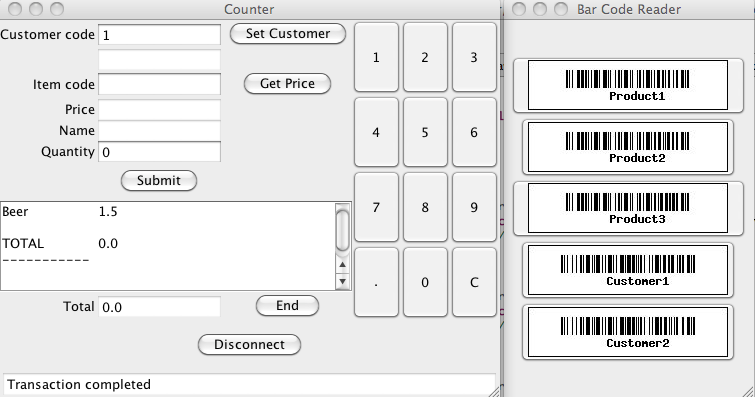 Counter
Customer code 1 Set Customer
Item code Get Price
Price
Name
Quantity 0
Submit
Beer 1.5
TOTAL 0.0
-----------
Total 0.0 End
Disconnect
Transaction completed
1 2 3
4 5 6
7 8 9
. 0 C
Bar Code Reader
Product1
Product2
Product3
Customer1
Customer2